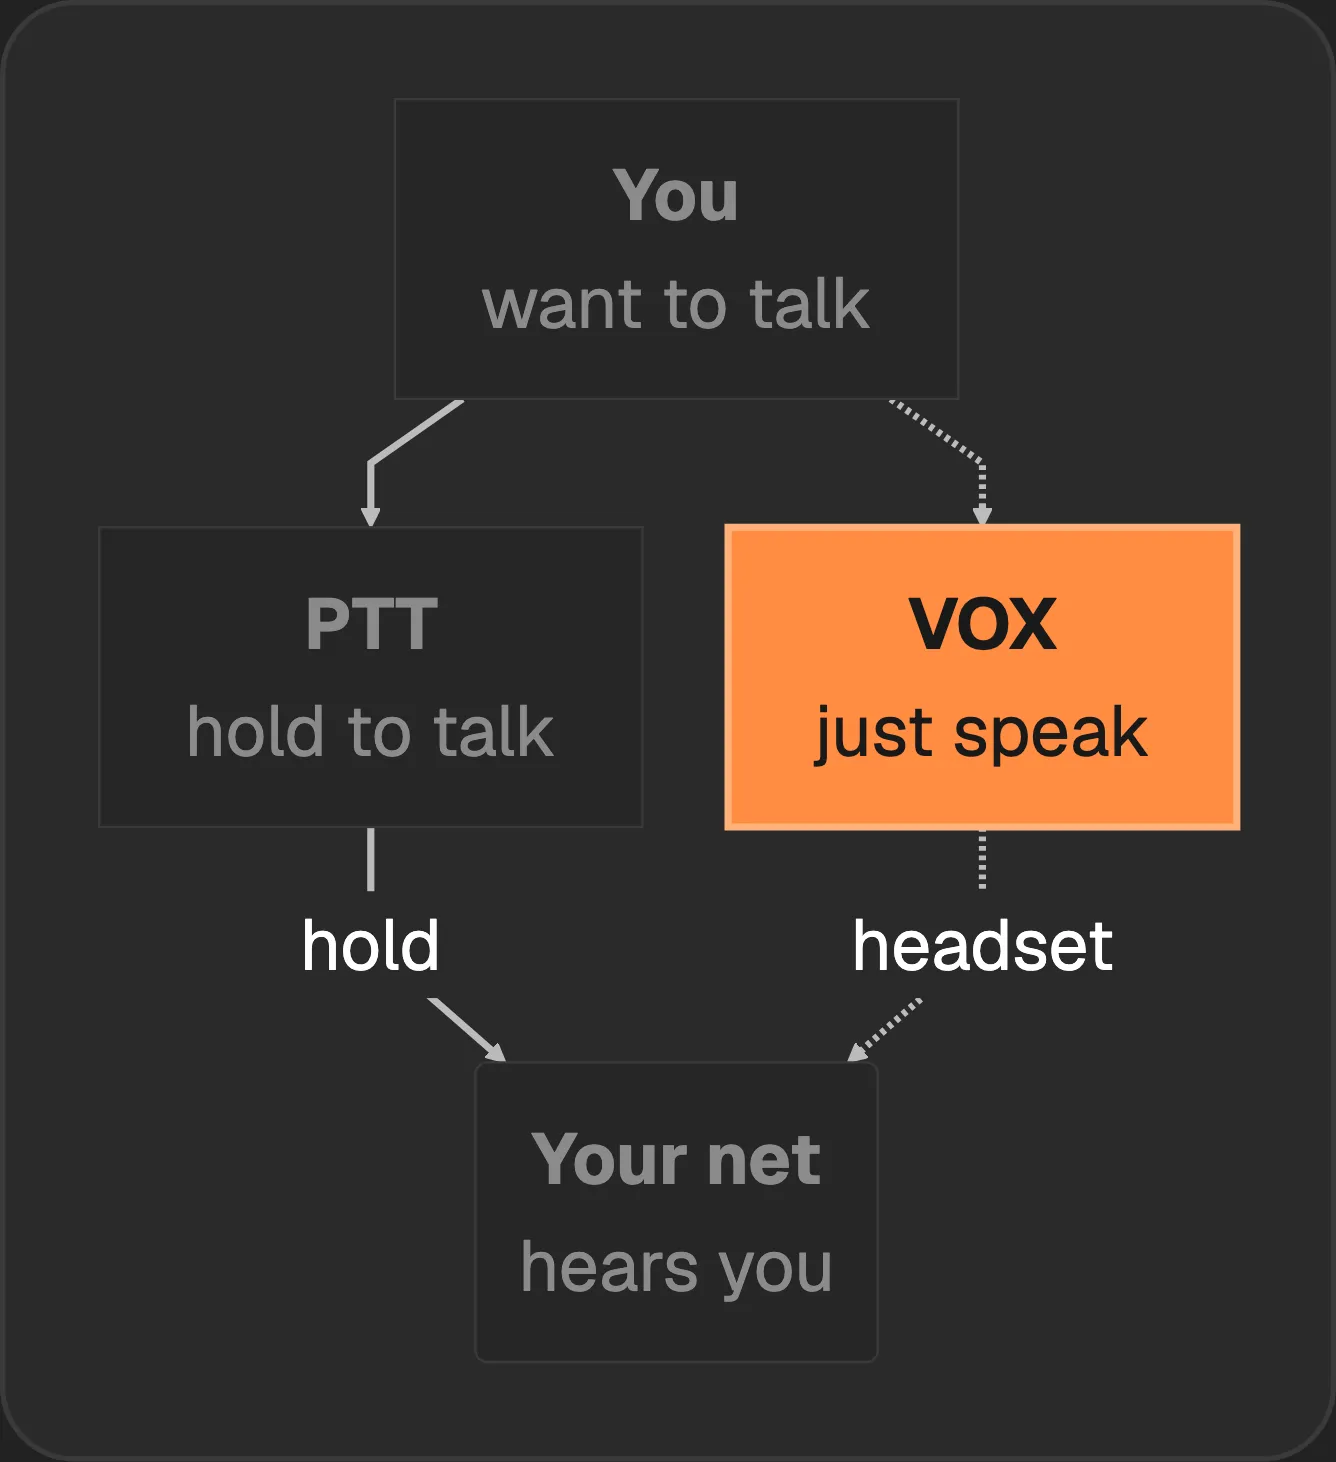 You
want to talk
PTT
hold to talk
VOX
just speak
hold
headset
Your net
hears you